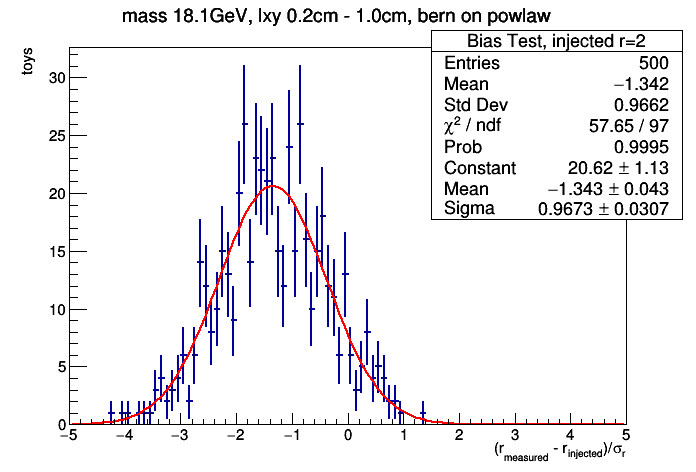 mass 18.1GeV, lxy 0.2cm - 1.0cm, bern on powlaw
toys
Bias Test, injected r=2
Entries 500
Mean −1.342
Std Dev 0.9662
χ² / ndf 57.65 / 97
Prob 0.9995
Constant 20.62 ± 1.13
Mean −1.343 ± 0.043
Sigma 0.9673 ± 0.0307
30
25
20
15
10
5
0
−5 −4 −3 −2 −1 0 1 2 3 4 5
(r_measured - r_injected)/σ_r